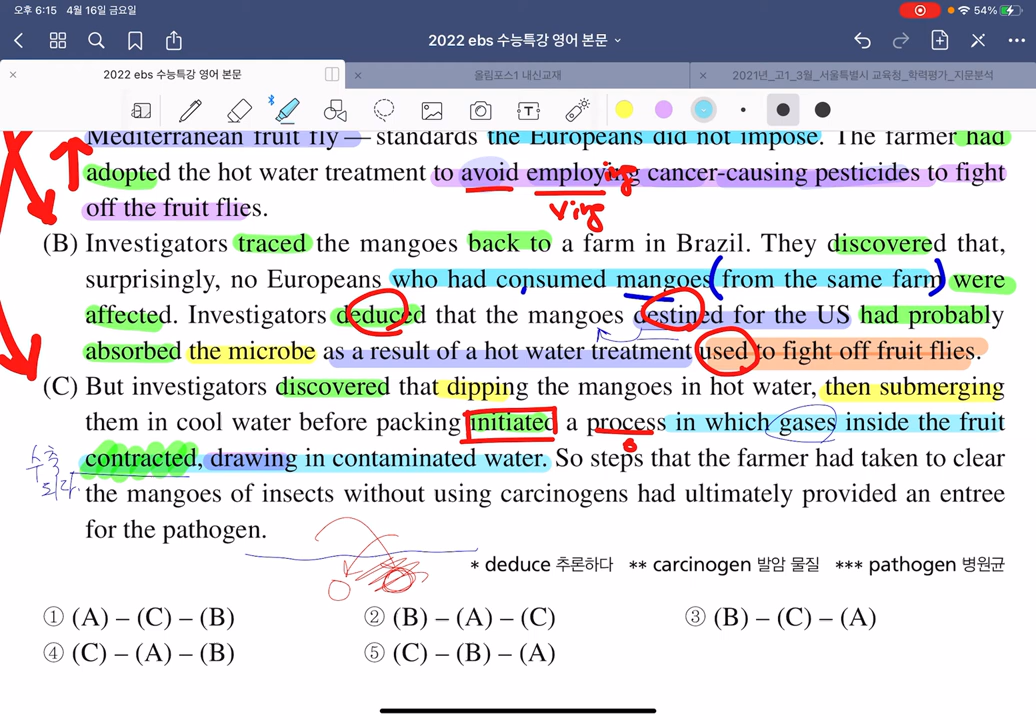 오후 6:15 4월 16일 금요일
54%
2022 ebs 수능특강 영어 본문
2022 ebs 수능특강 영어 본문
올림포스1 내신교재
2021년_고1_3월_서울특별시 교육청_학력평가_지문분석
Mediterranean fruit fly — standards the Europeans did not impose. The farmer had
adopted the hot water treatment to avoid employing cancer-causing pesticides to fight
ing
off the fruit flies.
Ving
(B) Investigators traced the mangoes back to a farm in Brazil. They discovered that,
surprisingly, no Europeans who had consumed mangoes (from the same farm) were
affected. Investigators deduced that the mangoes destined for the US had probably
absorbed the microbe as a result of a hot water treatment used to fight off fruit flies.
(C) But investigators discovered that dipping the mangoes in hot water, then submerging
them in cool water before packing initiated a process in which gases inside the fruit
수축
contracted, drawing in contaminated water. So steps that the farmer had taken to clear
되다.
the mangoes of insects without using carcinogens had ultimately provided an entree
for the pathogen.
* deduce 추론하다 ** carcinogen 발암 물질 *** pathogen 병원균
① (A) – (C) – (B) ② (B) – (A) – (C) ③ (B) – (C) – (A)
④ (C) – (A) – (B) ⑤ (C) – (B) – (A)